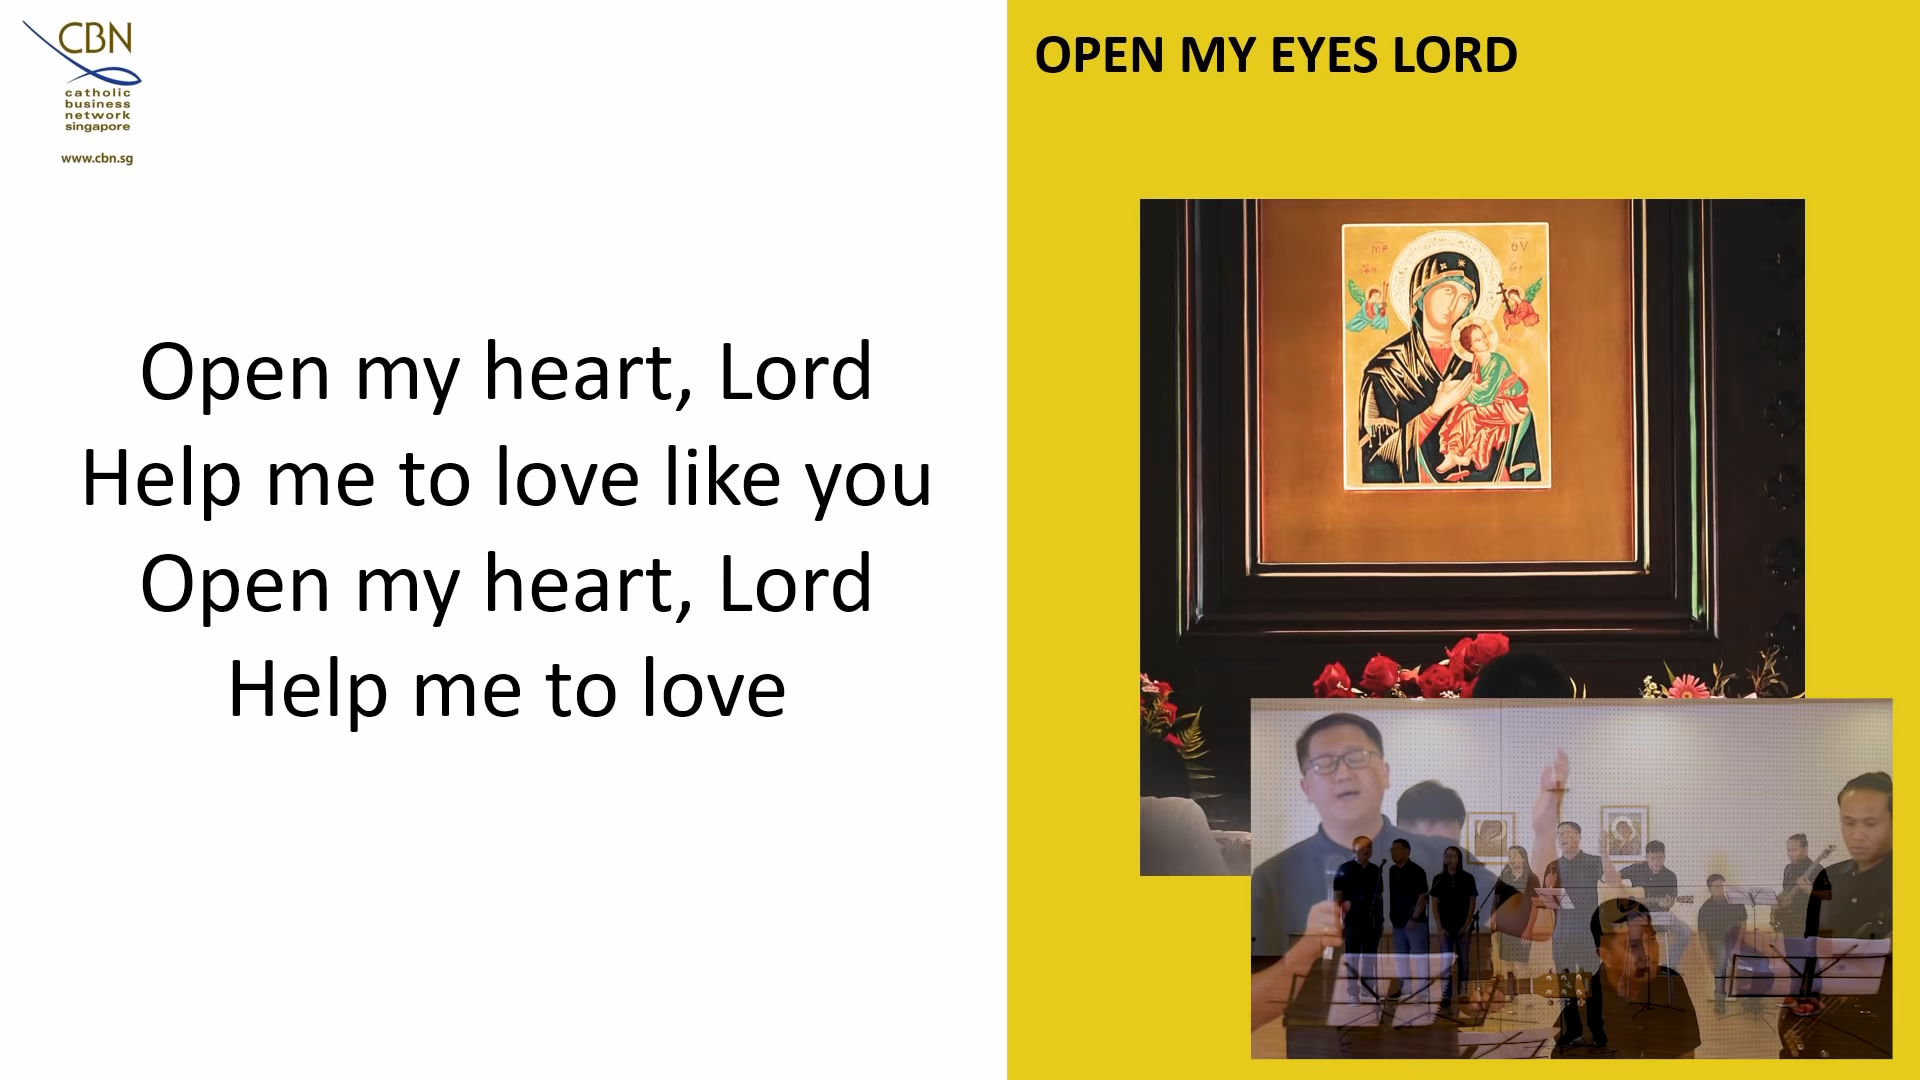 CBN
catholic
business
network
singapore
www.cbn.sg
OPEN MY EYES LORD
Open my heart, Lord
Help me to love like you
Open my heart, Lord
Help me to love